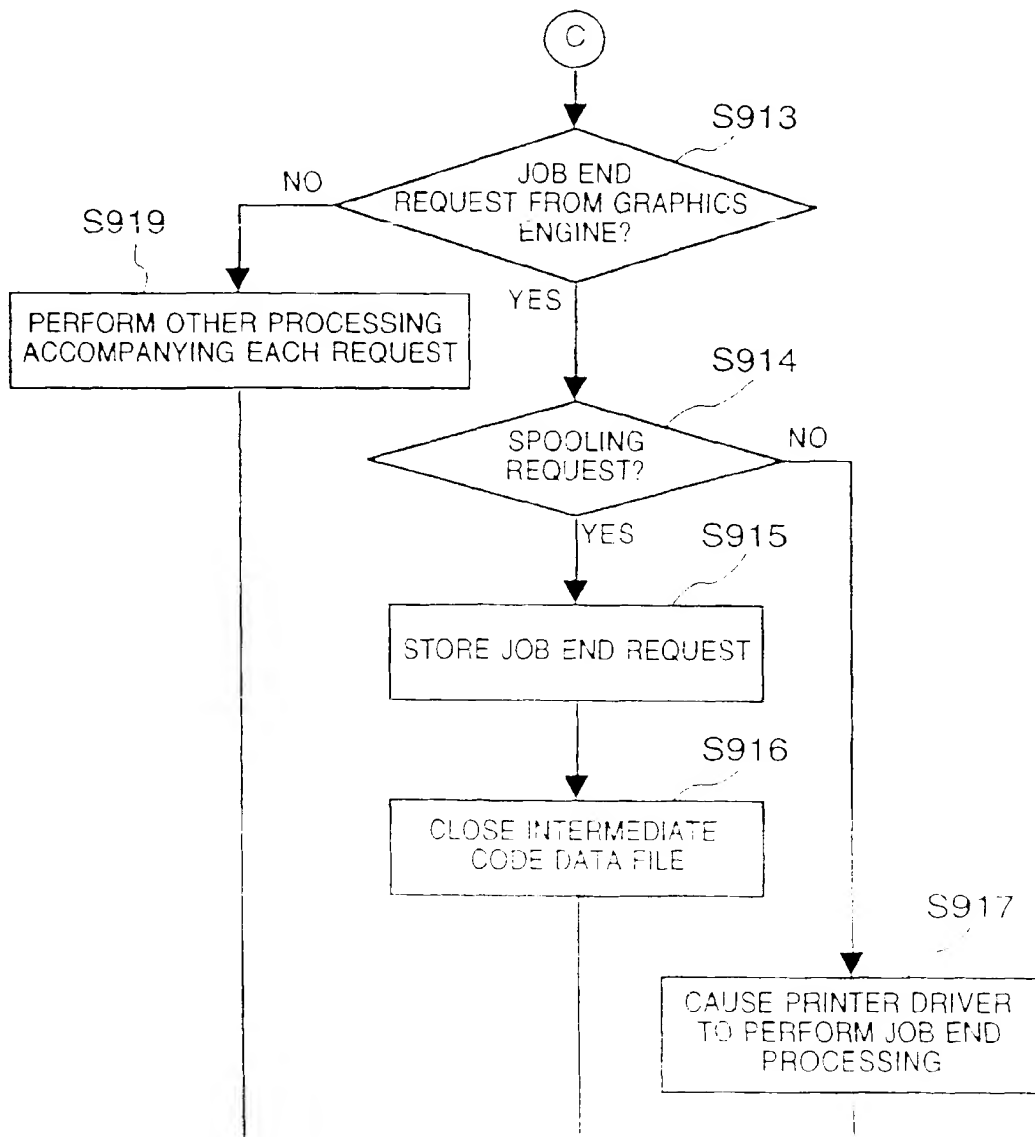 C
S913
JOB END
REQUEST FROM GRAPHICS
ENGINE?
NO
YES
S919
PERFORM OTHER PROCESSING
ACCOMPANYING EACH REQUEST
S914
SPOOLING
REQUEST?
NO
YES
S915
STORE JOB END REQUEST
S916
CLOSE INTERMEDIATE
CODE DATA FILE
S917
CAUSE PRINTER DRIVER
TO PERFORM JOB END
PROCESSING